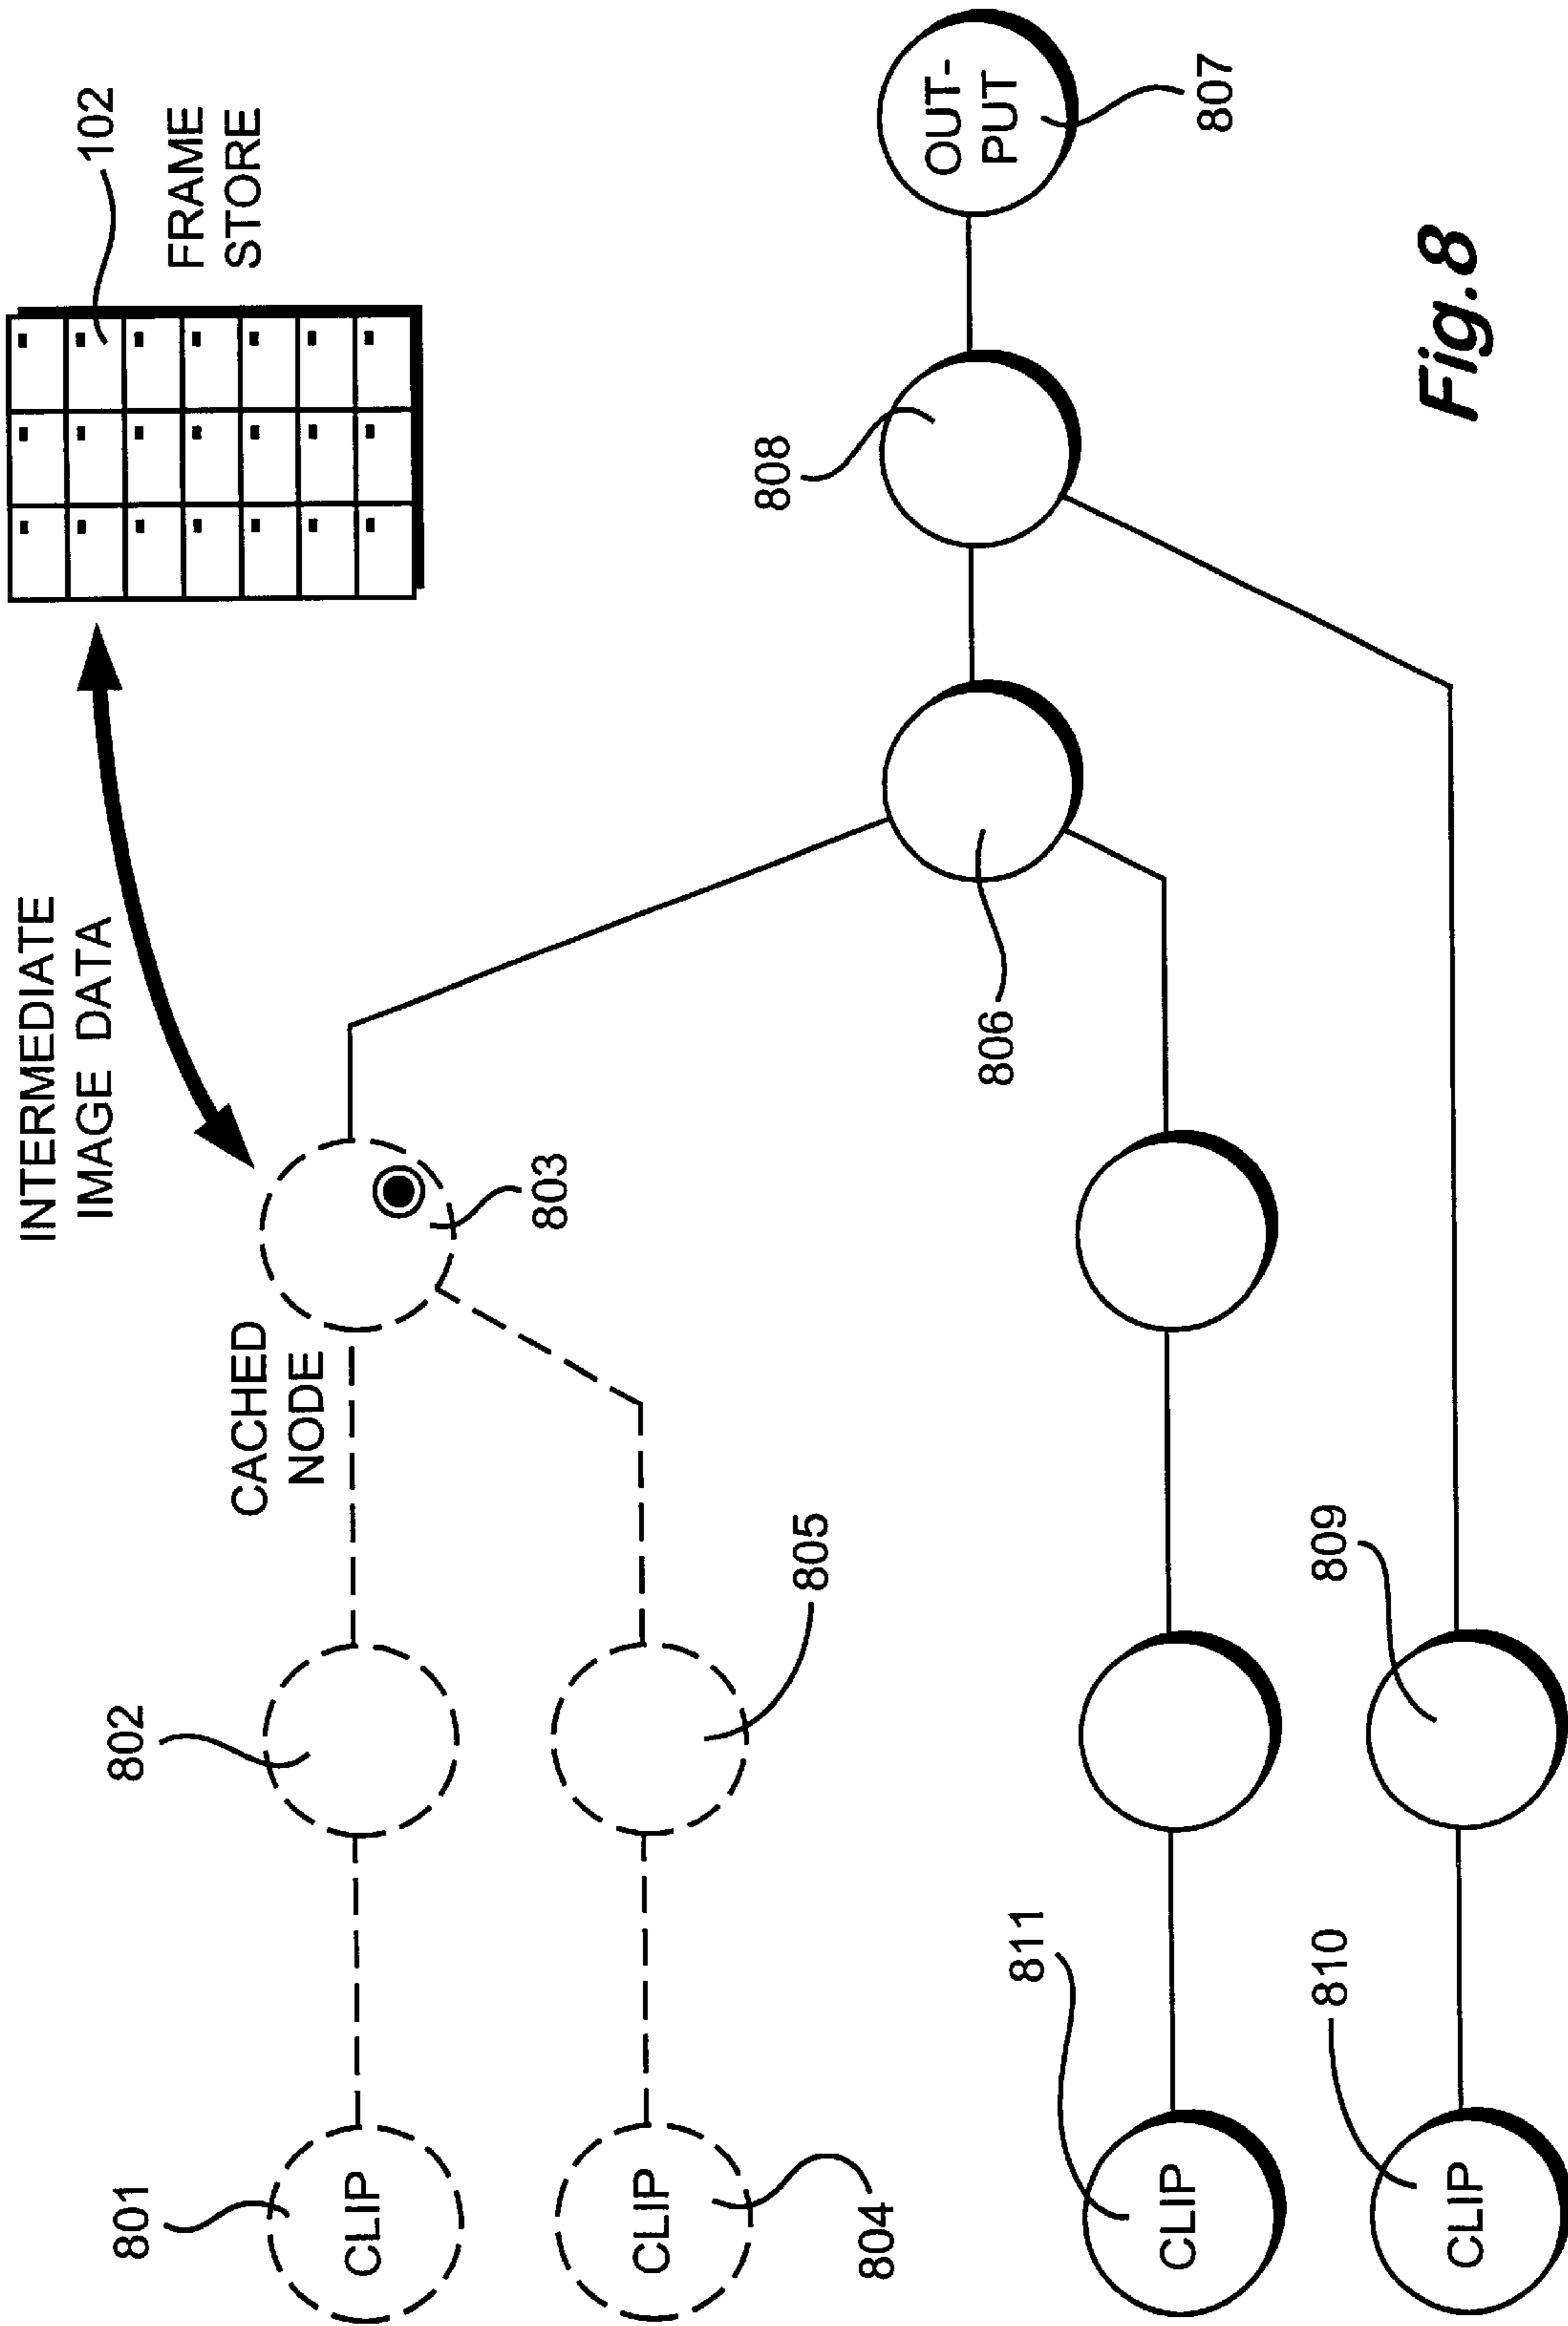 INTERMEDIATE
IMAGE DATA
102
FRAME
STORE
801
CLIP
802
CACHED
NODE
803
804
CLIP
805
806
808
OUT-
PUT
807
811
CLIP
810
CLIP
809
Fig.8